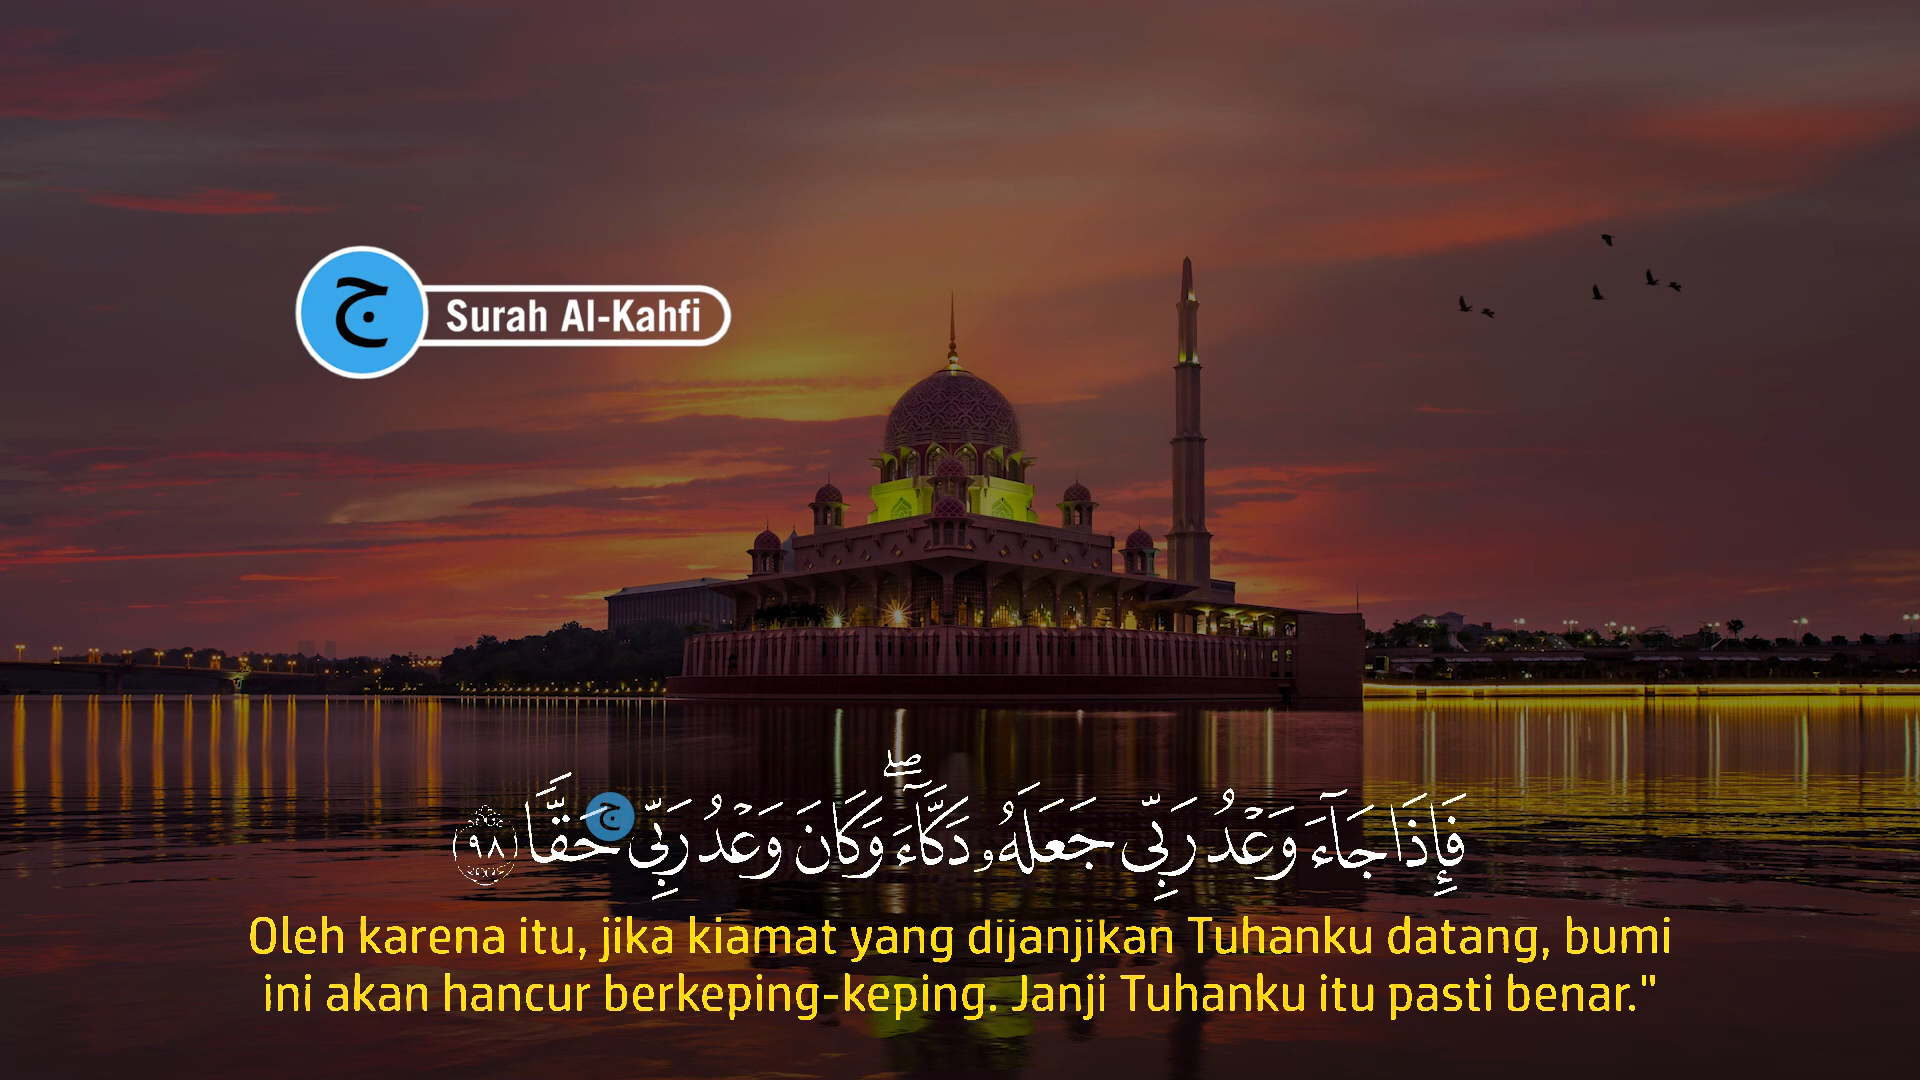 ج
Surah Al-Kahfi
فَإِذَا جَآءَ وَعۡدُ رَبِّي جَعَلَهُۥ دَكَّآءَۖ وَكَانَ وَعۡدُ رَبِّي حَقّٗا ٩٨
ج
Oleh karena itu, jika kiamat yang dijanjikan Tuhanku datang, bumi
ini akan hancur berkeping-keping. Janji Tuhanku itu pasti benar."